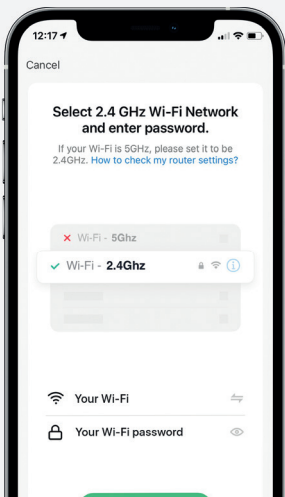 12:17
Cancel
Select 2.4 GHz Wi-Fi Network
and enter password.
If your Wi-Fi is 5GHz, please set it to be
2.4GHz. How to check my router settings?
Wi-Fi - 5Ghz
Wi-Fi - 2.4Ghz
Your Wi-Fi
Your Wi-Fi password